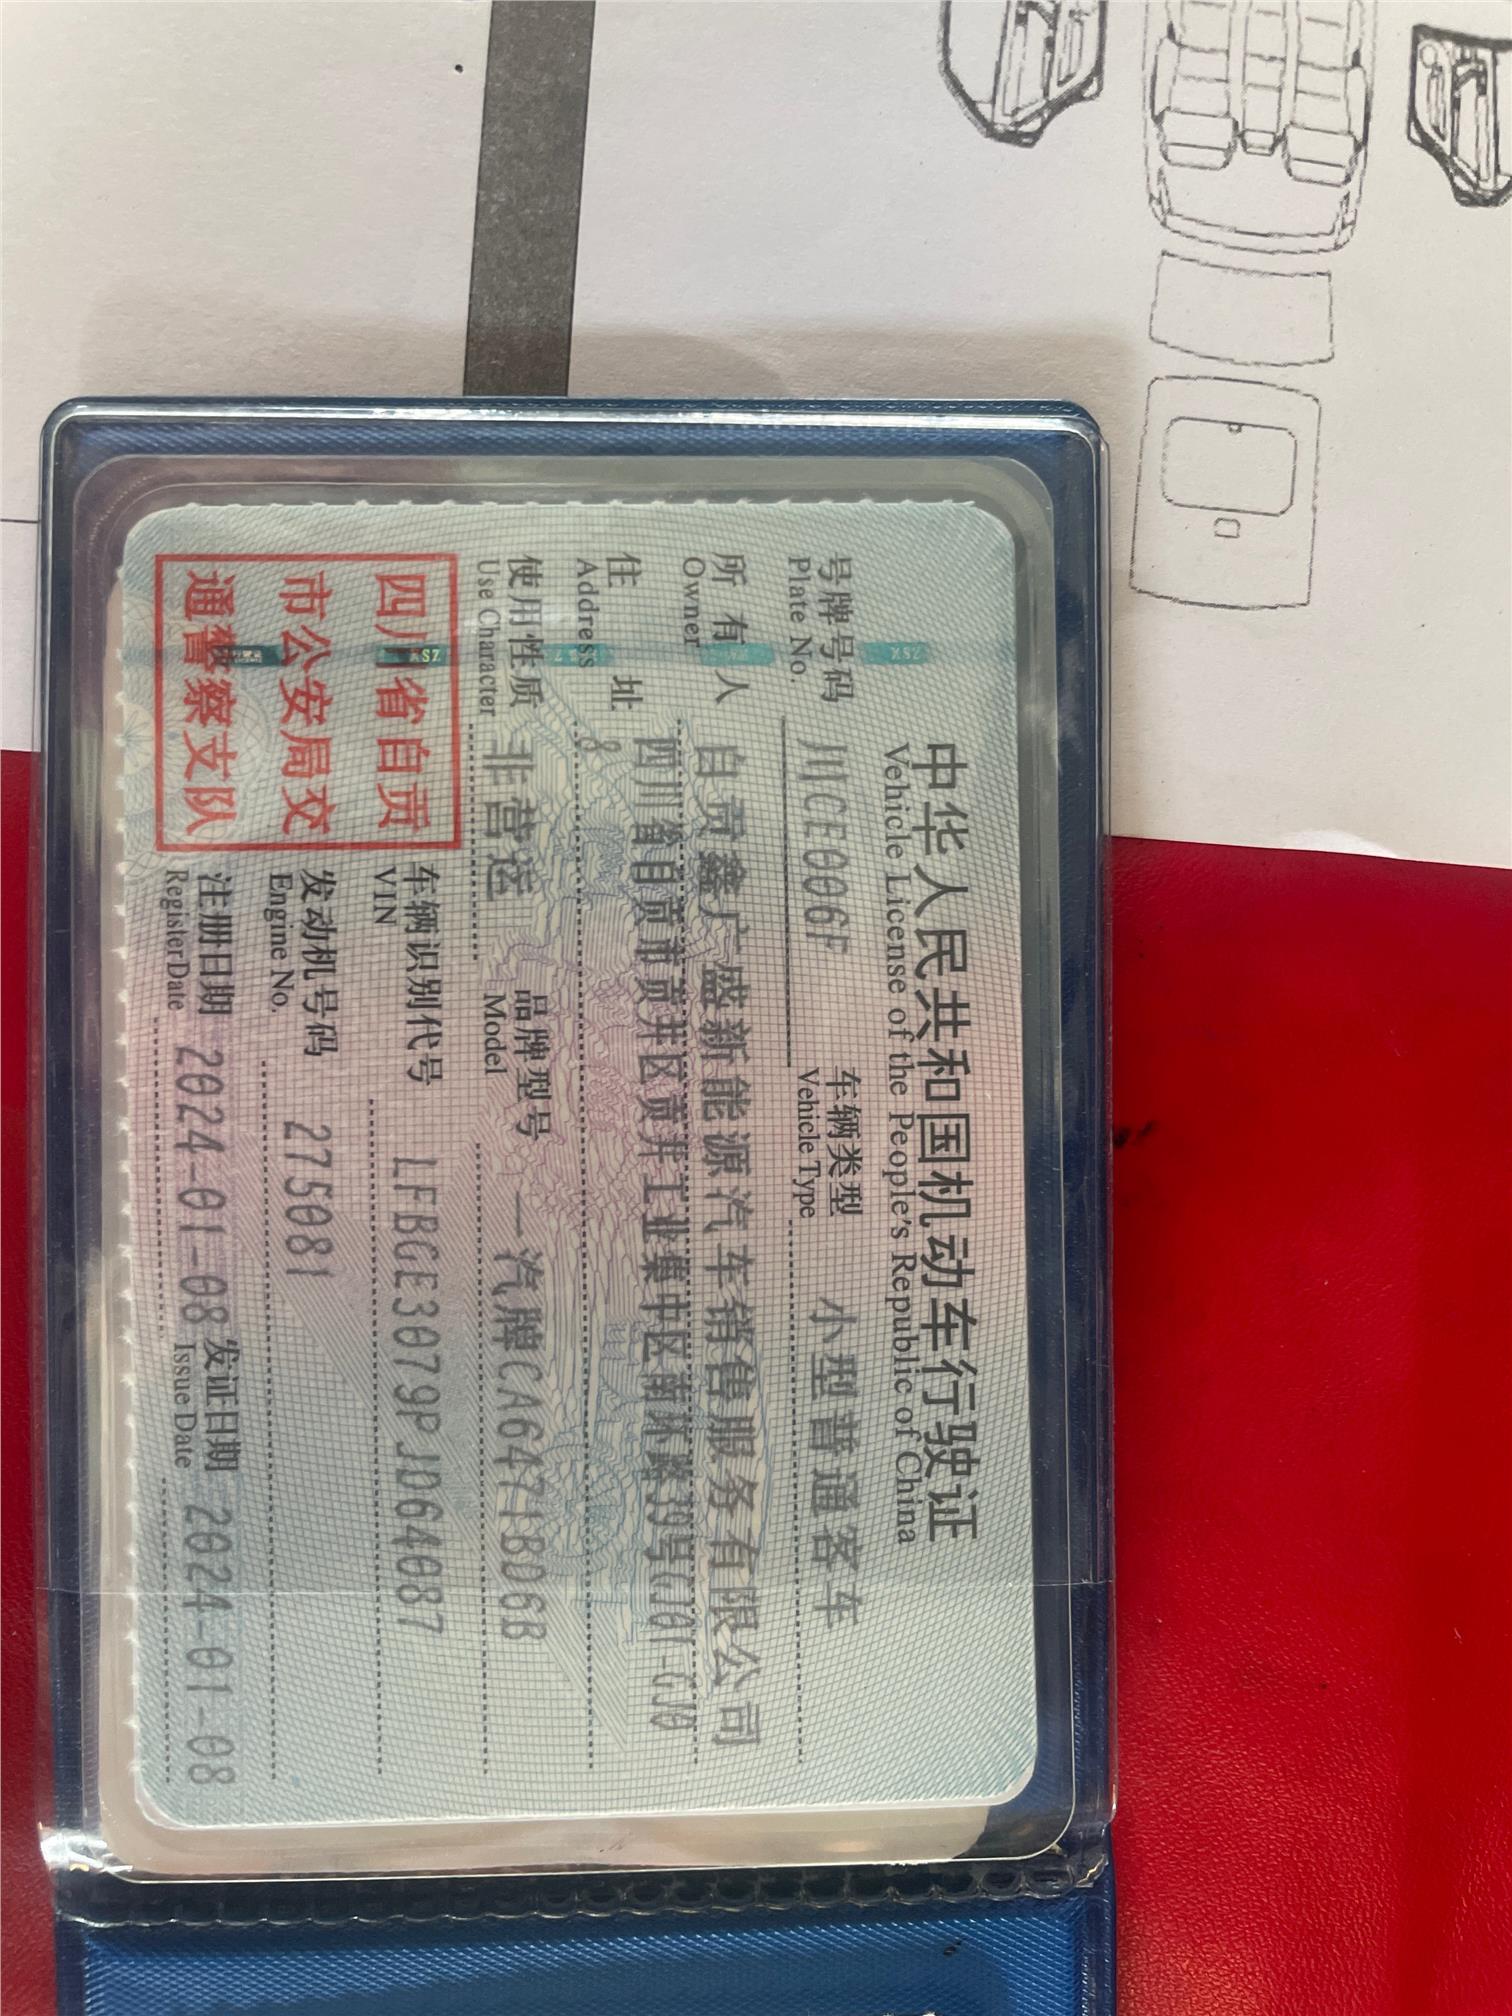 中华人民共和国机动车行驶证
Vehicle License of the People's Republic of China
号牌号码 川CE006F 车辆类型 小型普通客车
Plate No. Vehicle Type
所有人 自贡鑫广盛新能源汽车销售服务有限公司
Owner
住址 四川省自贡市贡井区贡井工业集中区南环路19号GJ01-GJ0
8
Address
使用性质 非营运 品牌型号 一汽牌CA6471BD6B
Use Character Model
四川省自贡
市公安局交
通警察支队
车辆识别代号 LFBGE3079PJD64087
VIN
发动机号码 275081
Engine No.
注册日期 2024-01-08 发证日期 2024-01-08
Register Date Issue Date